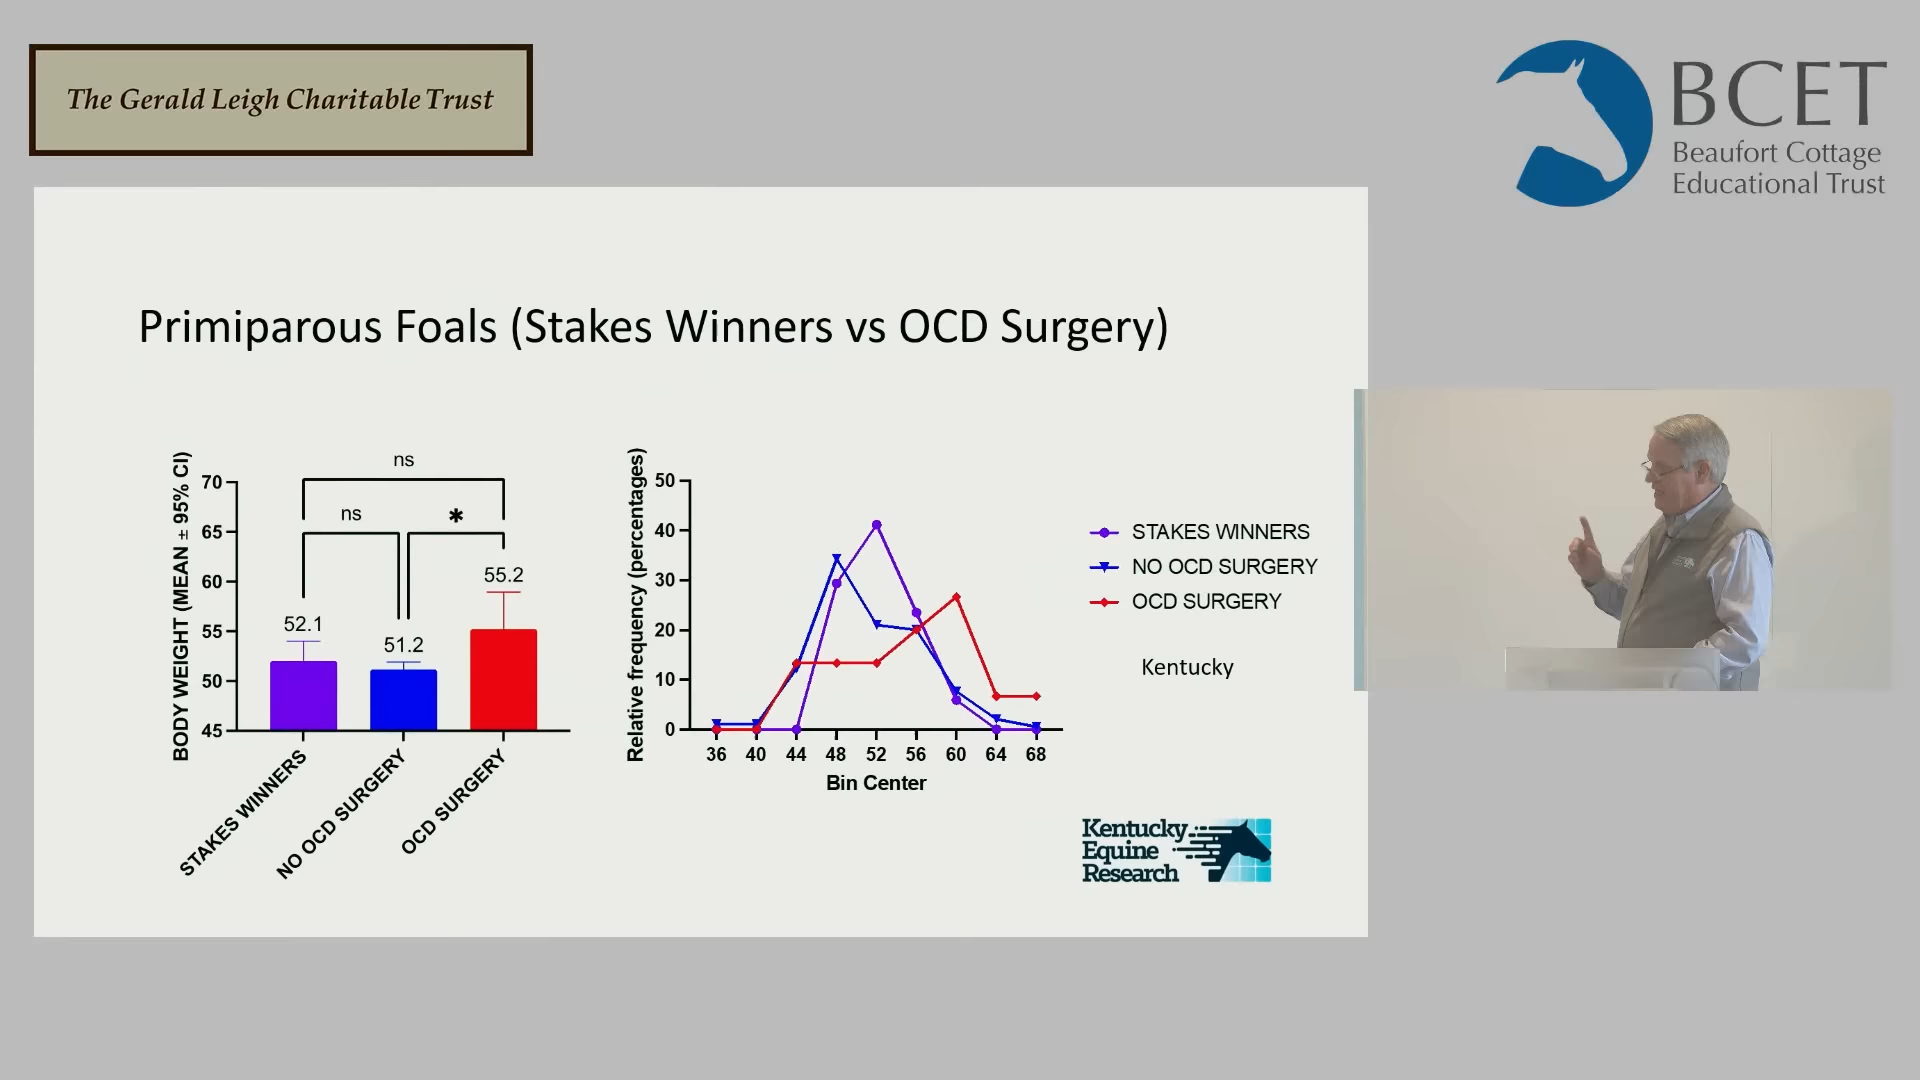 The Gerald Leigh Charitable Trust
BCET
Beaufort Cottage
Educational Trust
Primiparous Foals (Stakes Winners vs OCD Surgery)
BODY WEIGHT (MEAN ± 95% CI)
70
65
60
55
50
45
ns
ns
*
52.1
51.2
55.2
STAKES WINNERS
NO OCD SURGERY
OCD SURGERY
Relative frequency (percentages)
50
40
30
20
10
0
36 40 44 48 52 56 60 64 68
Bin Center
STAKES WINNERS
NO OCD SURGERY
OCD SURGERY
Kentucky
Kentucky
Equine
Research